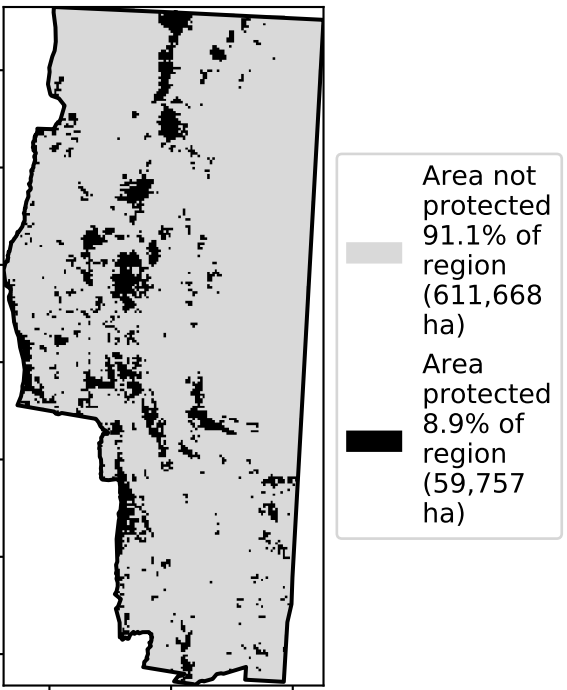 Area not
protected
91.1% of
region
(611,668
ha)
Area
protected
8.9% of
region
(59,757
ha)